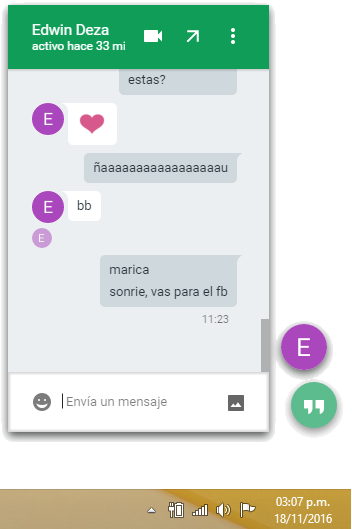 Edwin Deza
activo hace 33 mi
estas?
E
ñaaaaaaaaaaaaaaaaau
E
bb
E
marica
sonrie, vas para el fb
11:23
E
Envía un mensaje
03:07 p.m.
18/11/2016